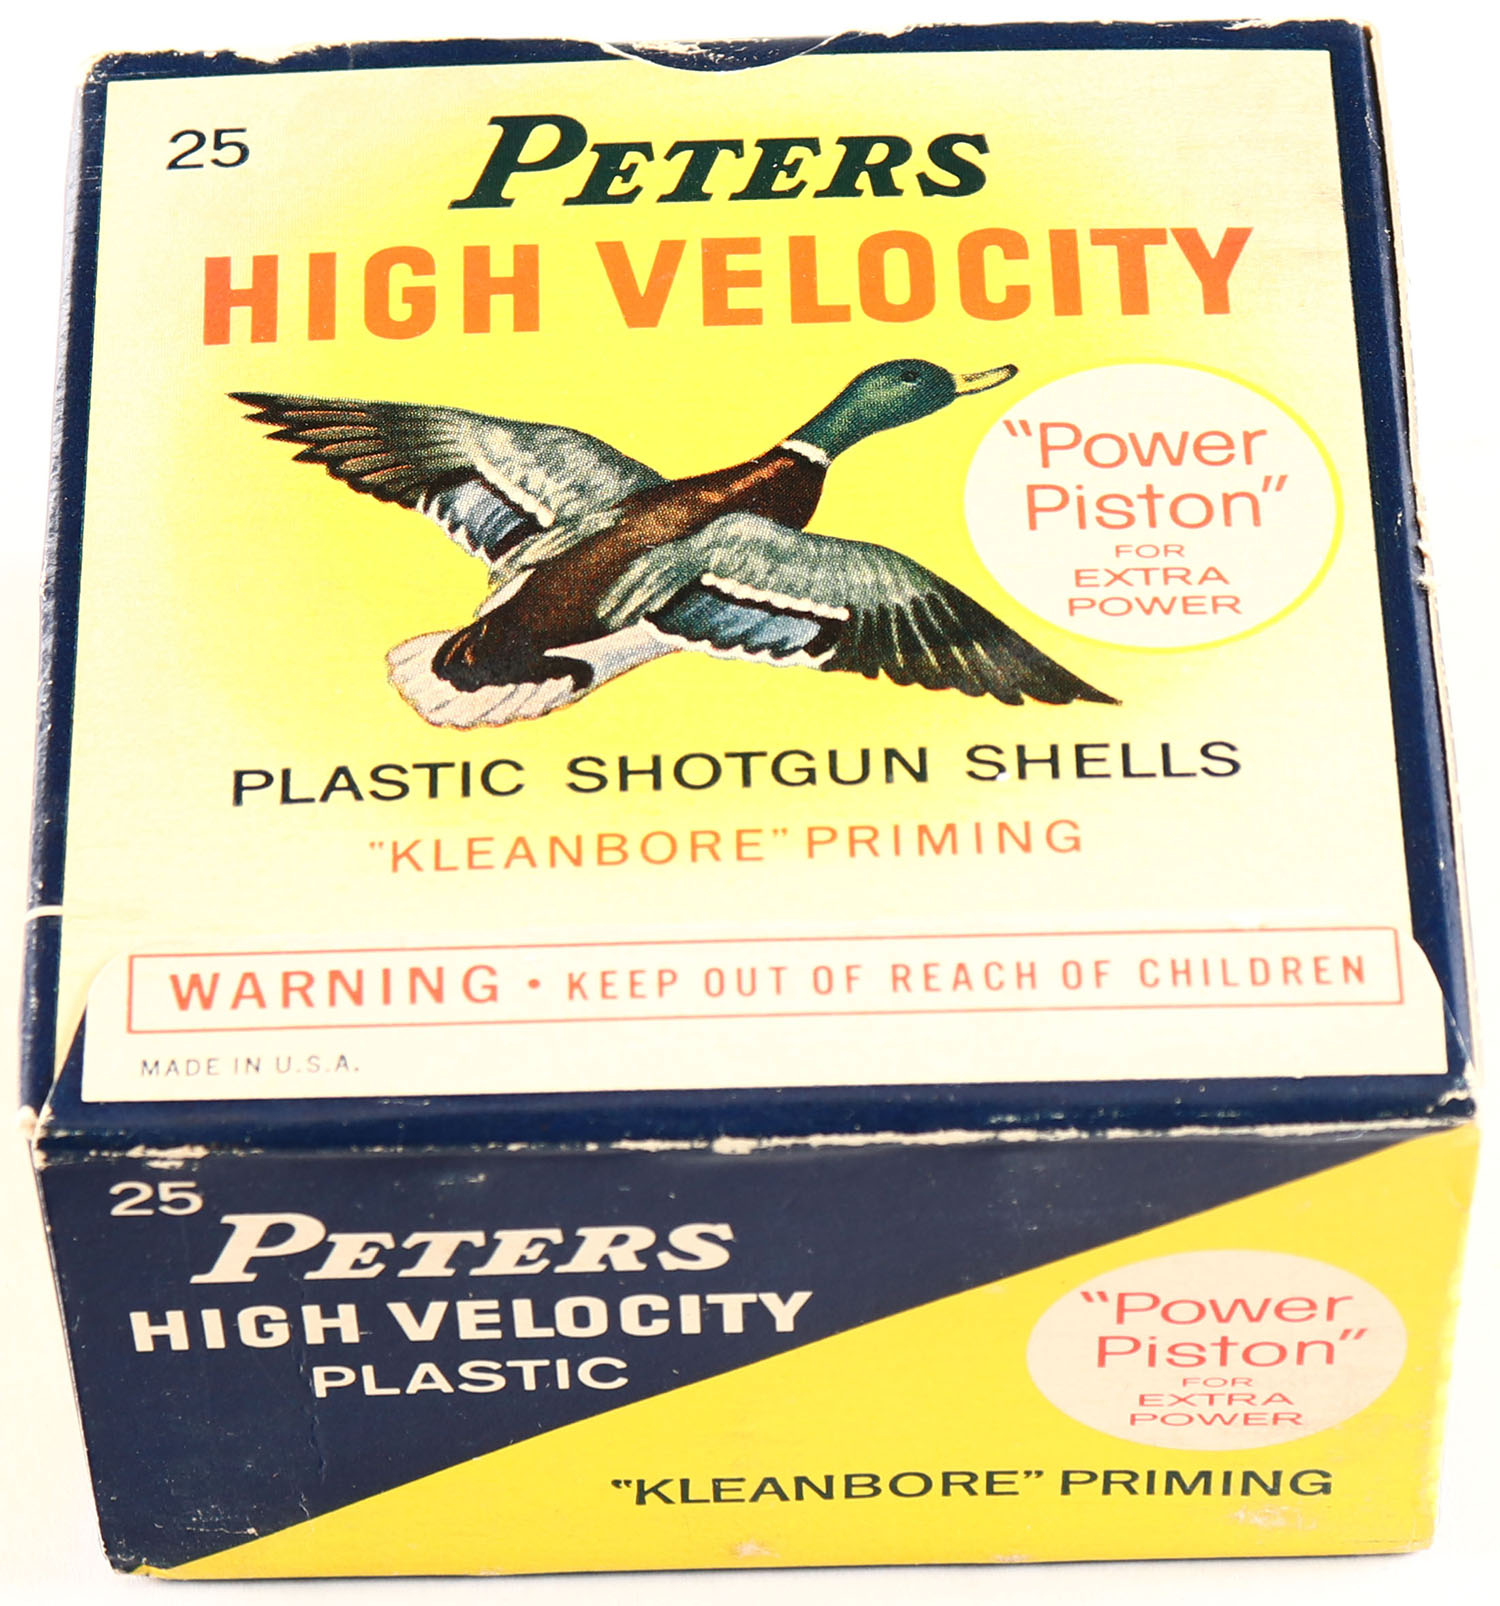 25
PETERS
HIGH VELOCITY
"Power
Piston"
FOR
EXTRA
POWER
PLASTIC SHOTGUN SHELLS
"KLEANBORE" PRIMING
WARNING • KEEP OUT OF REACH OF CHILDREN
MADE IN U.S.A.
25
PETERS
HIGH VELOCITY
PLASTIC
"Power
Piston"
FOR
EXTRA
POWER
"KLEANBORE" PRIMING